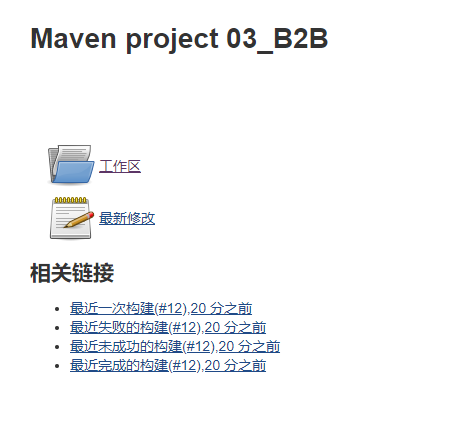 Maven project 03_B2B
工作区
最新修改
相关链接
最近一次构建(#12),20 分之前
最近失败的构建(#12),20 分之前
最近未成功的构建(#12),20 分之前
最近完成的构建(#12),20 分之前